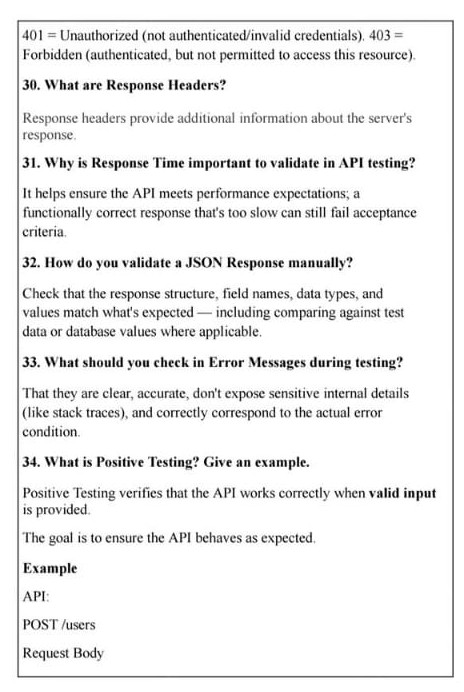 401 = Unauthorized (not authenticated/invalid credentials). 403 =
Forbidden (authenticated, but not permitted to access this resource).
30. What are Response Headers?
Response headers provide additional information about the server's
response.
31. Why is Response Time important to validate in API testing?
It helps ensure the API meets performance expectations; a
functionally correct response that's too slow can still fail acceptance
criteria.
32. How do you validate a JSON Response manually?
Check that the response structure, field names, data types, and
values match what's expected — including comparing against test
data or database values where applicable.
33. What should you check in Error Messages during testing?
That they are clear, accurate, don't expose sensitive internal details
(like stack traces), and correctly correspond to the actual error
condition.
34. What is Positive Testing? Give an example.
Positive Testing verifies that the API works correctly when valid input
is provided.
The goal is to ensure the API behaves as expected.
Example
API:
POST /users
Request Body